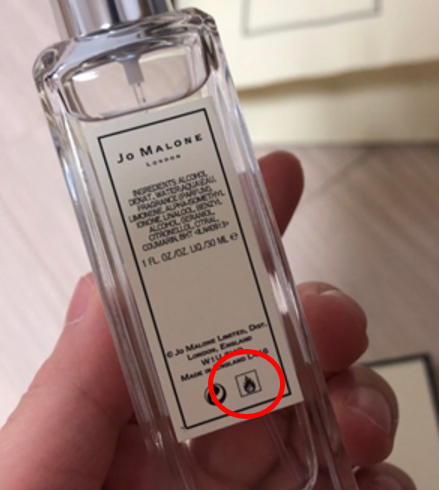 JO MALONE
LONDON
INGREDIENTS: ALCOHOL
DENAT., WATER\AQUA\EAU,
FRAGRANCE (PARFUM),
LIMONENE, ALPHA-ISOMETHYL
IONONE, LINALOOL, BENZYL
ALCOHOL, GERANIOL,
CITRONELLOL, CITRAL,
COUMARIN, BHT <ILN40913>
1 FL. OZ./OZ. LIQ./30 ML ℮
© JO MALONE LIMITED, DIST.
LONDON, ENGLAND
W1U
MADE IN ENGLAND